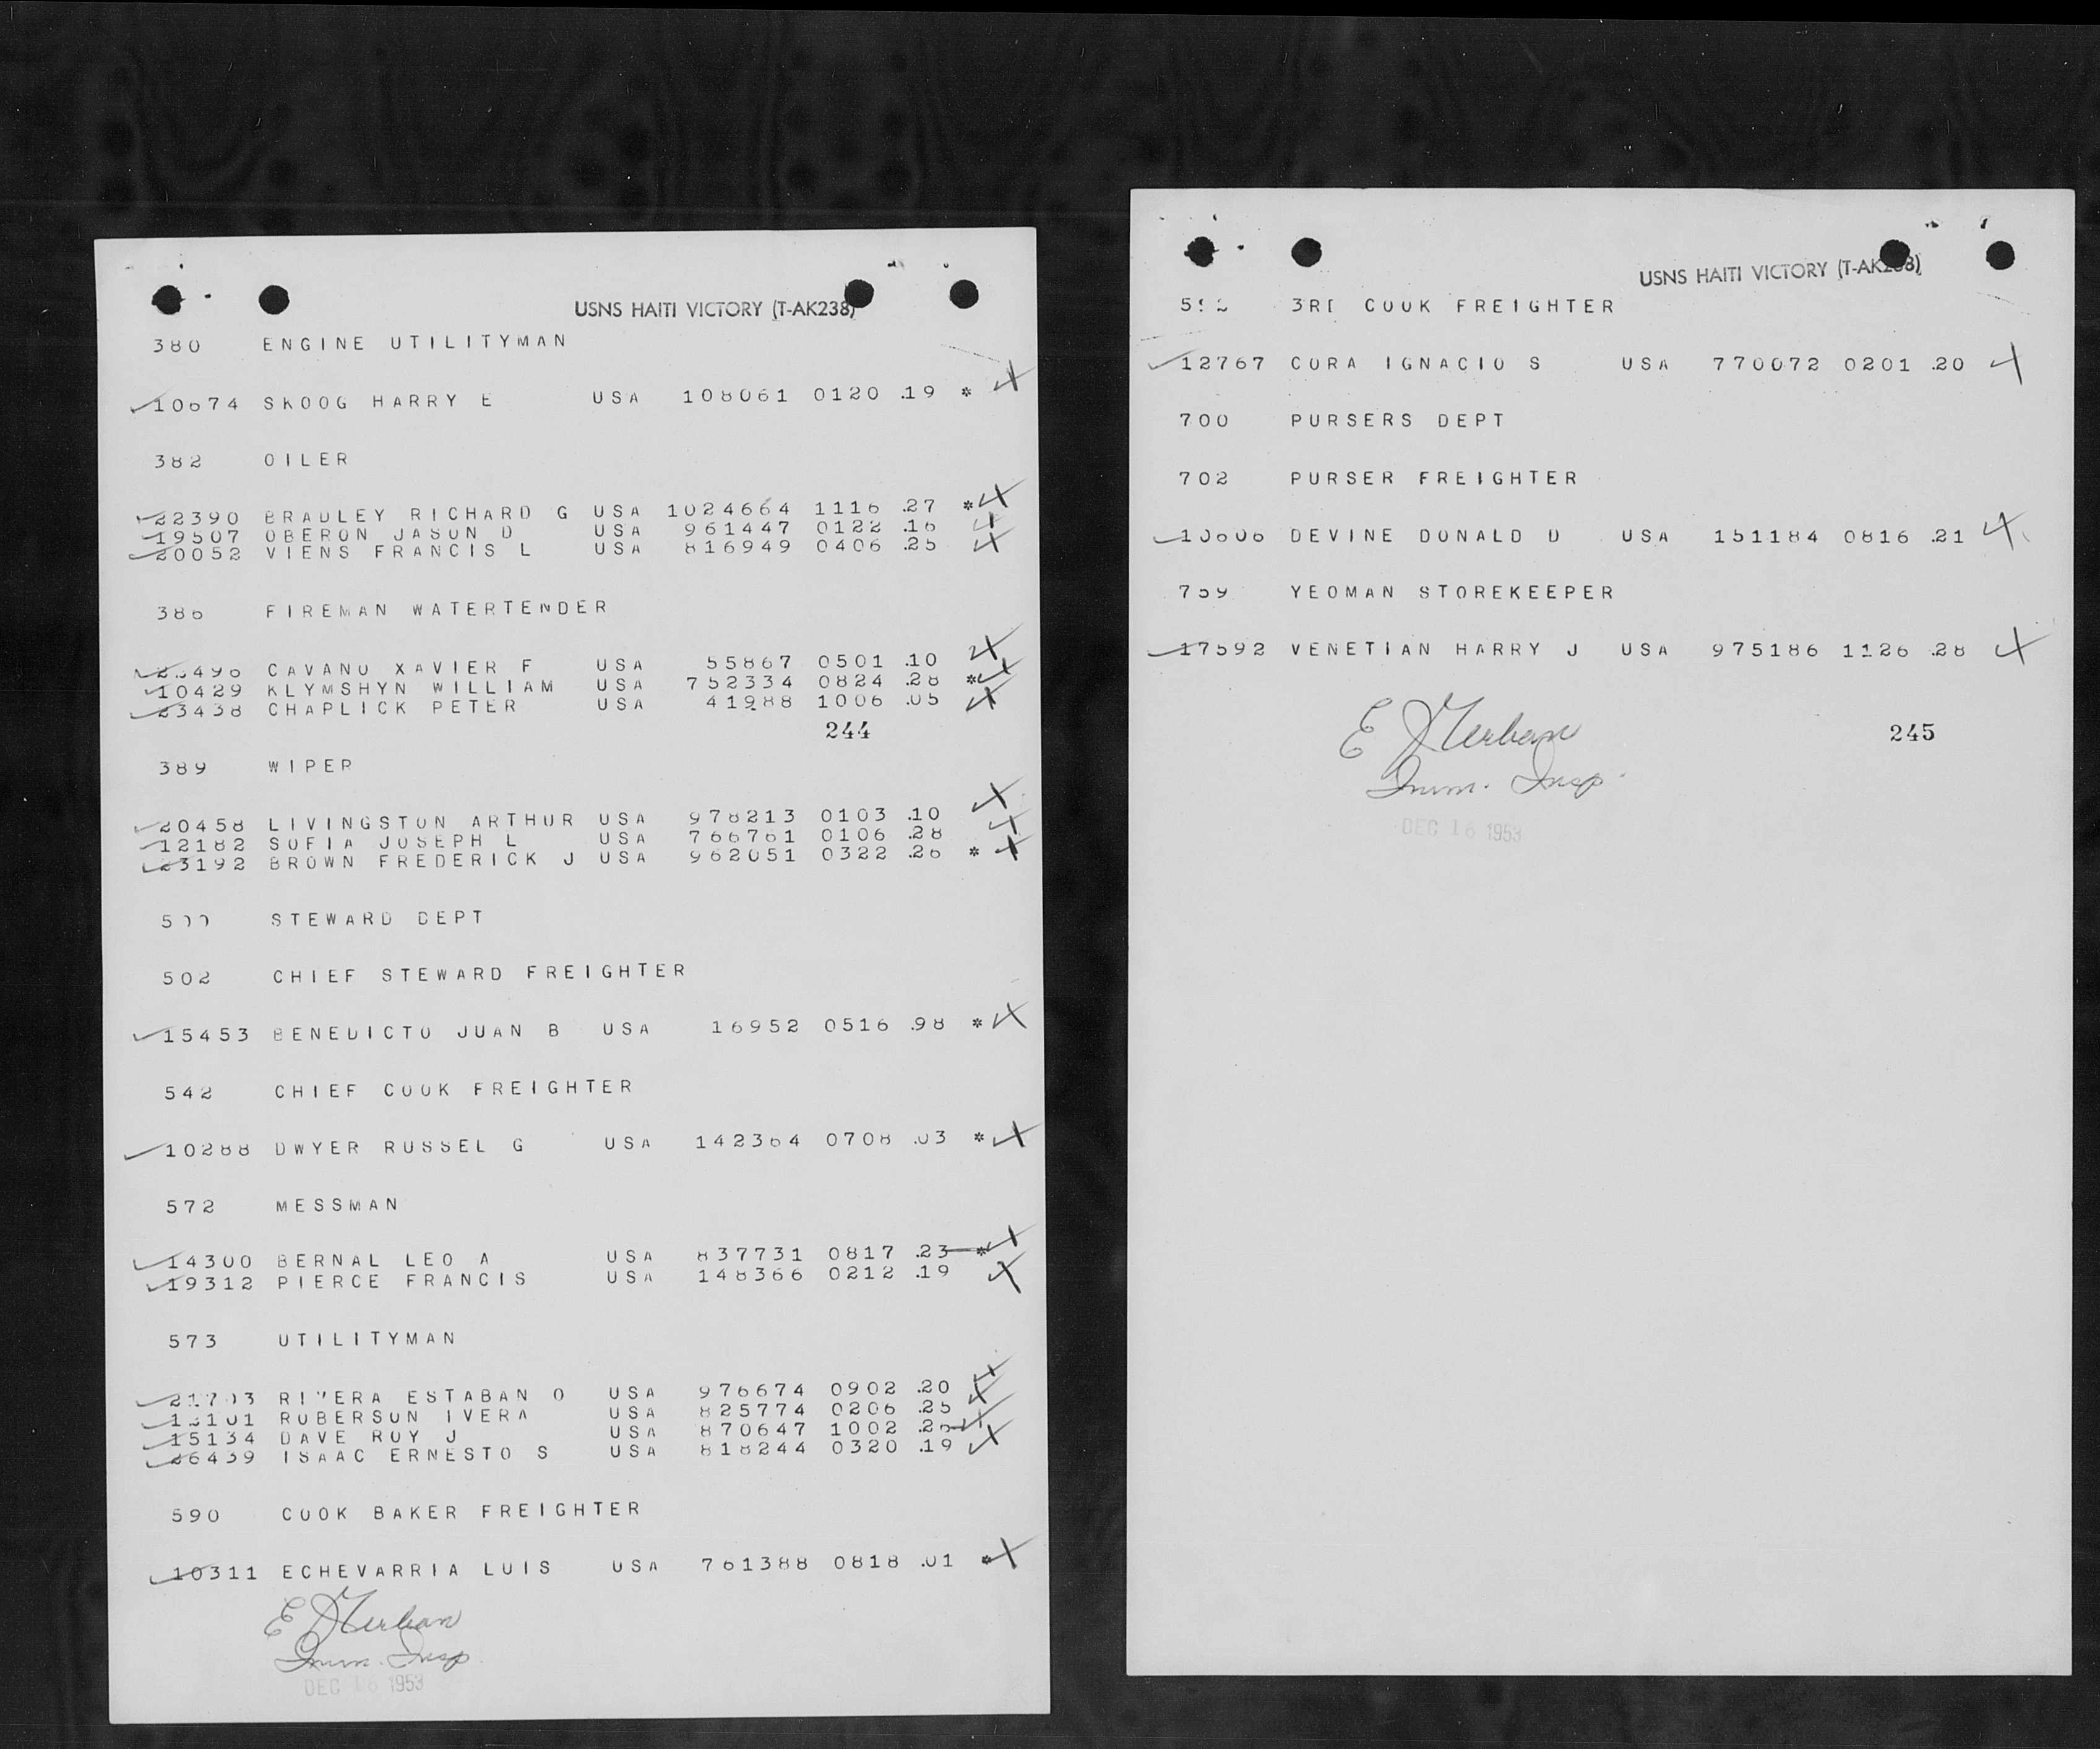 USNS HAITI VICTORY (T-AK238)
380 ENGINE UTILITYMAN
10674 SKOOG HARRY E USA 108061 0120 .19 *
382 OILER
22390 BRADLEY RICHARD G USA 1024664 1116 .27 *
19507 OBERON JASON D USA 961447 0122 .16
20052 VIENS FRANCIS L USA 816949 0406 .25
386 FIREMAN WATERTENDER
CAVANO XAVIER F USA 55867 0501 .10
10429 KLYMSHYN WILLIAM USA 752334 0824 .28 *
23438 CHAPLICK PETER USA 41988 1006 .05
244
389 WIPER
20458 LIVINGSTON ARTHUR USA 978213 0103 .10
12182 SOFIA JOSEPH L USA 766761 0106 .28
23192 BROWN FREDERICK J USA 962051 0322 .26 *
500 STEWARD DEPT
502 CHIEF STEWARD FREIGHTER
15453 BENEDICTO JUAN B USA 16952 0516 .98 *
542 CHIEF COOK FREIGHTER
10288 DWYER RUSSEL G USA 142364 0708 .03 *
572 MESSMAN
14300 BERNAL LEO A USA 837731 0817 .23 *
19312 PIERCE FRANCIS USA 148366 0212 .19
573 UTILITYMAN
RIVERA ESTABAN O USA 976674 0902 .20
ROBERSON IVERA USA 825774 0206 .25
15134 DAVE ROY J USA 870647 1002
26439 ISAAC ERNESTO S USA 818244 0320 .19
590 COOK BAKER FREIGHTER
10311 ECHEVARRIA LUIS USA 761388 0818 .01 *
Imm. Insp.
DEC 16 1953
USNS HAITI VICTORY (T-AK238)
592 3RD COOK FREIGHTER
12767 CORA IGNACIO S USA 770072 0201 .20
700 PURSERS DEPT
702 PURSER FREIGHTER
10606 DEVINE DONALD D USA 151184 0816 .21
759 YEOMAN STOREKEEPER
17592 VENETIAN HARRY J USA 975186 1126 .28
245
Imm. Insp.
DEC 16 1953